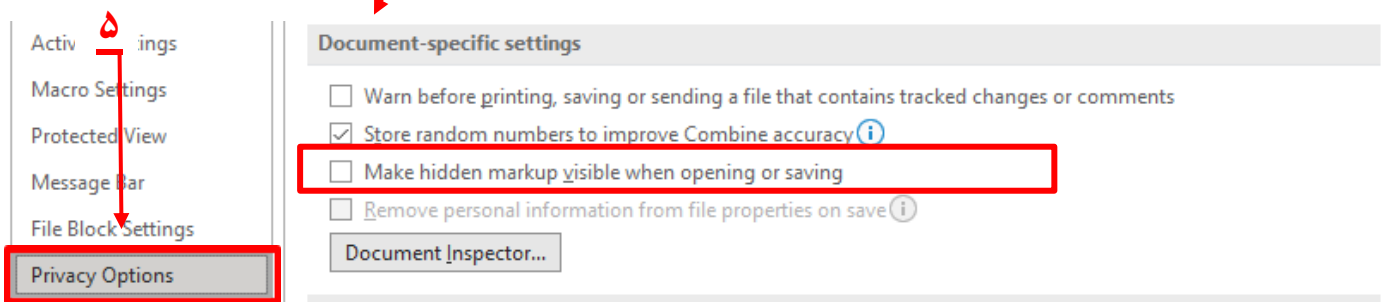 ۵
Activ ings
Macro Settings
Protected View
Message Bar
File Block Settings
Privacy Options
Document-specific settings
Warn before printing, saving or sending a file that contains tracked changes or comments
Store random numbers to improve Combine accuracy
Make hidden markup visible when opening or saving
Remove personal information from file properties on save
Document Inspector...